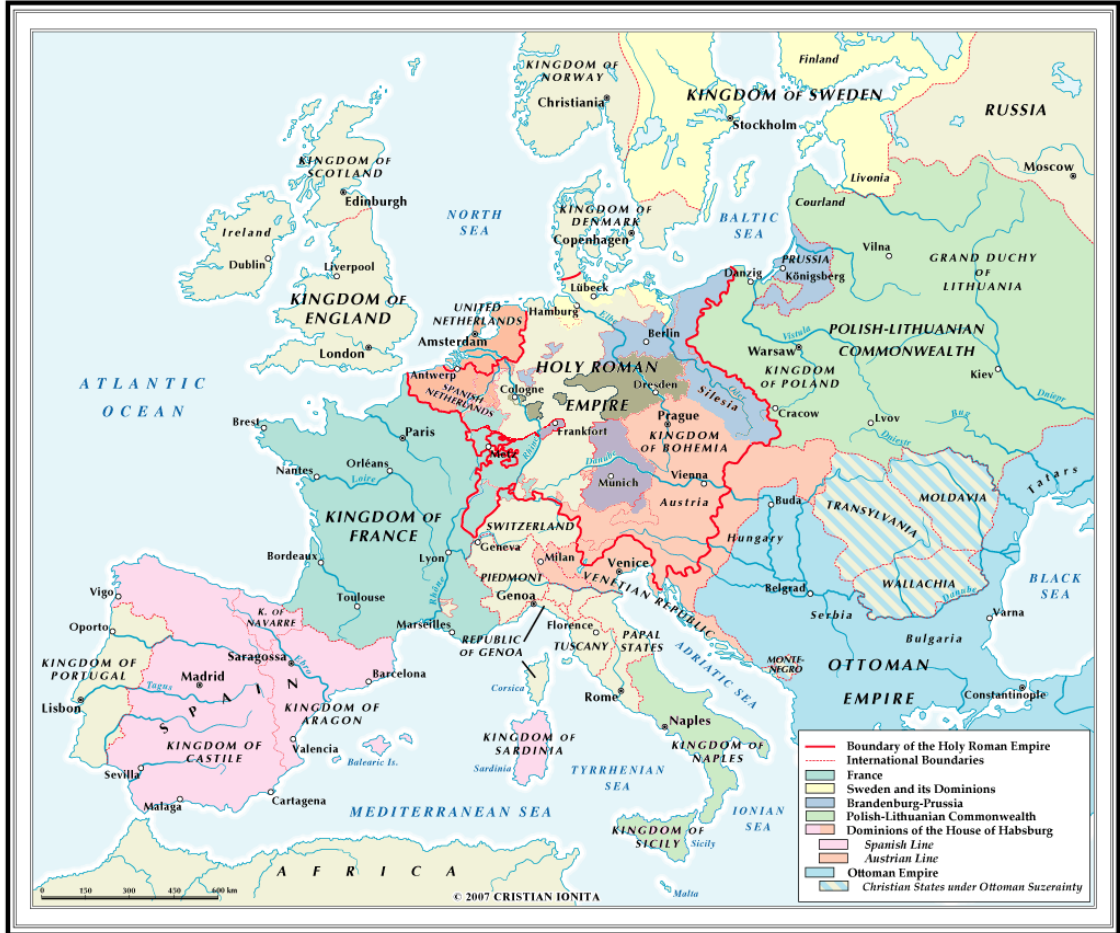 Finland
KINGDOM OF
NORWAY
KINGDOM OF SWEDEN
Christiania
Stockholm
RUSSIA
Moscow
Livonia
KINGDOM OF
SCOTLAND
Edinburgh
NORTH
SEA
KINGDOM OF
DENMARK
Copenhagen
BALTIC
SEA
Courland
Vilna
GRAND DUCHY
OF
LITHUANIA
Ireland
Dublin
Liverpool
KINGDOM OF
ENGLAND
London
Lübeck
Hamburg
Elbe
Danzig
PRUSSIA
Königsberg
UNITED
NETHERLANDS
Amsterdam
Berlin
Vistula
Warsaw
POLISH-LITHUANIAN
COMMONWEALTH
KINGDOM
OF POLAND
Kiev
Dniepr
ATLANTIC
OCEAN
Antwerp
SPANISH
NETHERLANDS
Cologne
HOLY ROMAN
EMPIRE
Dresden
Silesia
Oder
Cracow
Lvov
Bug
Dniestr
Brest
Paris
Metz
Rhine
Frankfort
Prague
KINGDOM
OF BOHEMIA
Nantes
Orléans
Loire
Danube
Munich
Vienna
Austria
Buda
Tatars
TRANSYLVANIA
MOLDAVIA
KINGDOM OF
FRANCE
SWITZERLAND
Geneva
Hungary
Bordeaux
Lyon
Milan
Venice
PIEDMONT
VENETIAN REPUBLIC
Belgrad
WALLACHIA
Danube
BLACK
SEA
Vigo
K. OF
NAVARRE
Toulouse
Rhône
Marseilles
Genoa
Florence
Serbia
Varna
Bulgaria
Oporto
REPUBLIC
OF GENOA
TUSCANY
PAPAL
STATES
KINGDOM OF
PORTUGAL
Saragossa
Ebro
Barcelona
Madrid
Tagus
Corsica
Rome
ADRIATIC SEA
MONTE-
NEGRO
OTTOMAN
EMPIRE
Constantinople
Lisbon
SPAIN
KINGDOM OF
ARAGON
KINGDOM OF
CASTILE
Valencia
Balearic Is.
KINGDOM OF
SARDINIA
Sardinia
Naples
KINGDOM OF
NAPLES
Sevilla
Malaga
Cartagena
TYRRHENIAN
SEA
MEDITERRANEAN SEA
IONIAN
SEA
KINGDOM OF
SICILY
Sicily
AFRICA
Malta
0 150 300 450 600 km
© 2007 CRISTIAN IONITA
Boundary of the Holy Roman Empire
International Boundaries
France
Sweden and its Dominions
Brandenburg-Prussia
Polish-Lithuanian Commonwealth
Dominions of the House of Habsburg
Spanish Line
Austrian Line
Ottoman Empire
Christian States under Ottoman Suzerainty